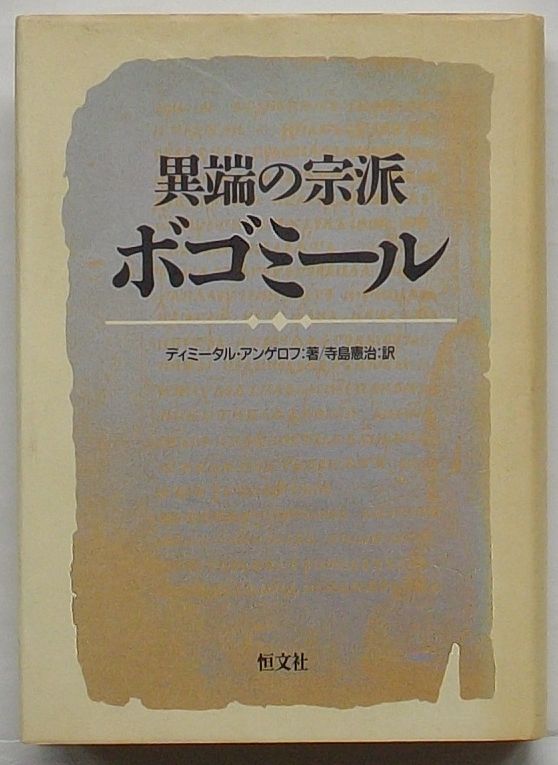 異端の宗派
ボゴミール
ディミータル・アンゲロフ:著/寺島憲治:訳
恒文社